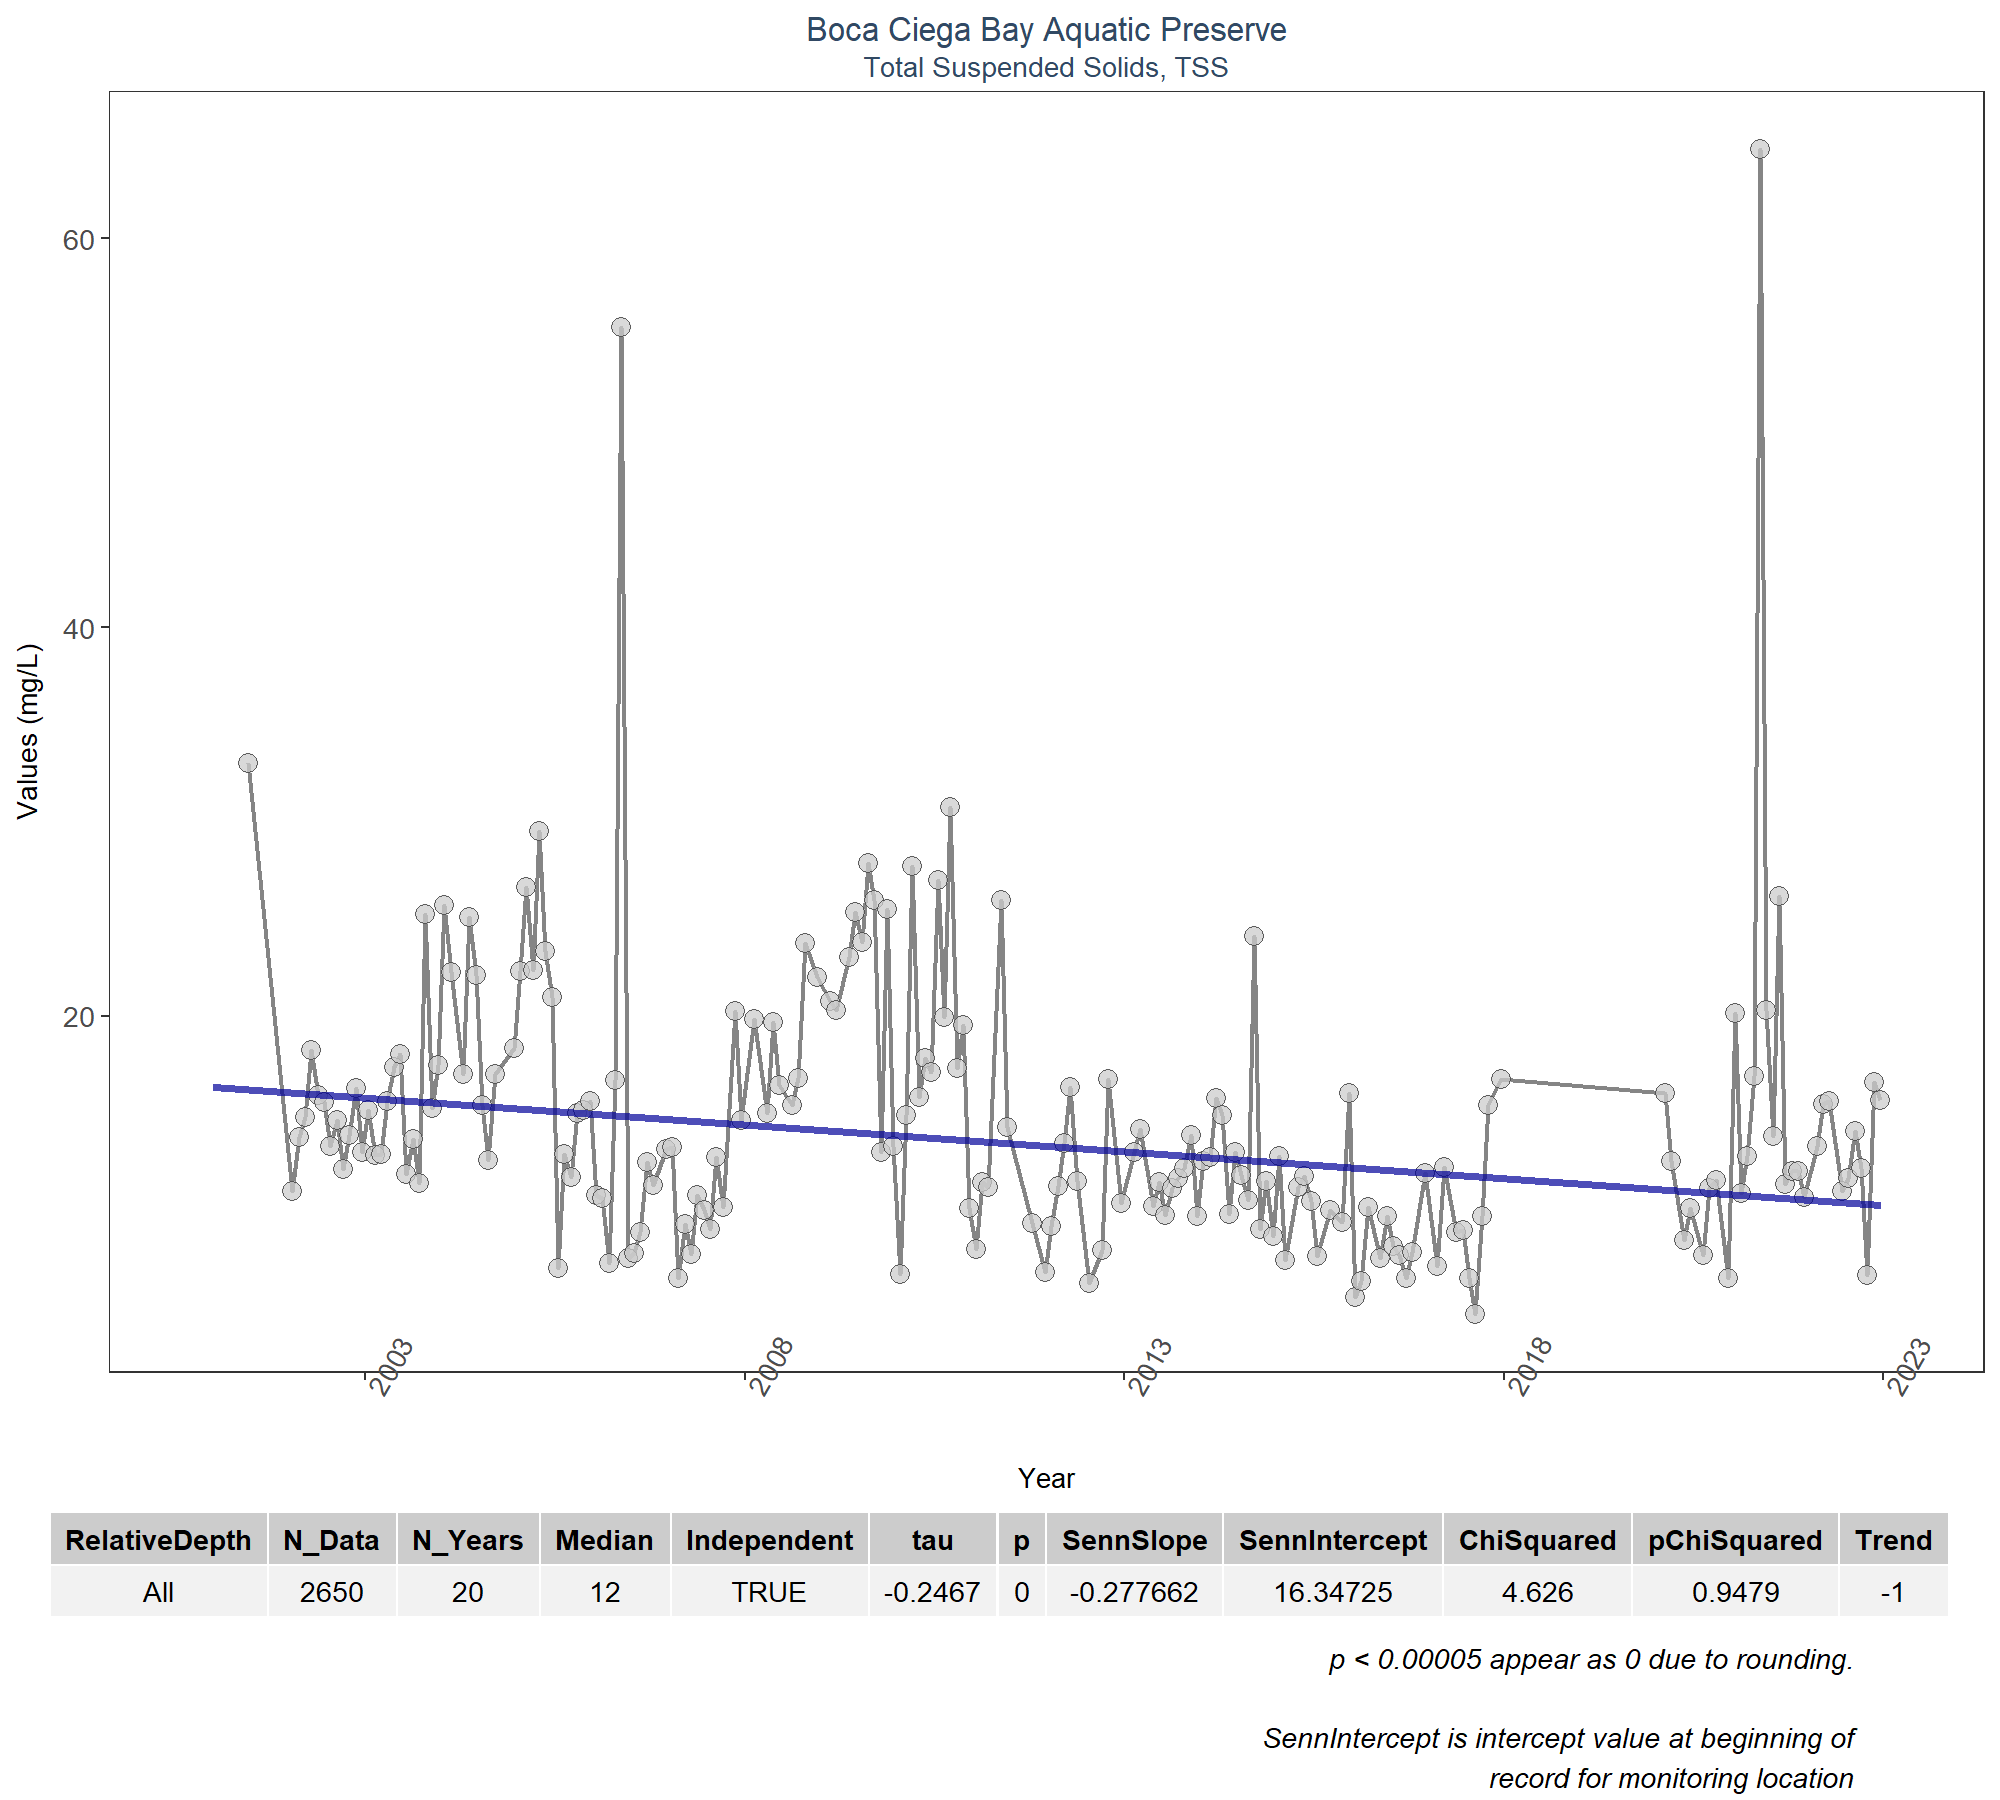 Boca Ciega Bay Aquatic Preserve
Total Suspended Solids, TSS
60
40
20
Values (mg/L)
2003
2008
2013
2018
2023
Year
RelativeDepth N_Data N_Years Median Independent tau p SennSlope SennIntercept ChiSquared pChiSquared Trend
All 2650 20 12 TRUE -0.2467 0 -0.277662 16.34725 4.626 0.9479 -1
p < 0.00005 appear as 0 due to rounding.
SennIntercept is intercept value at beginning of
record for monitoring location